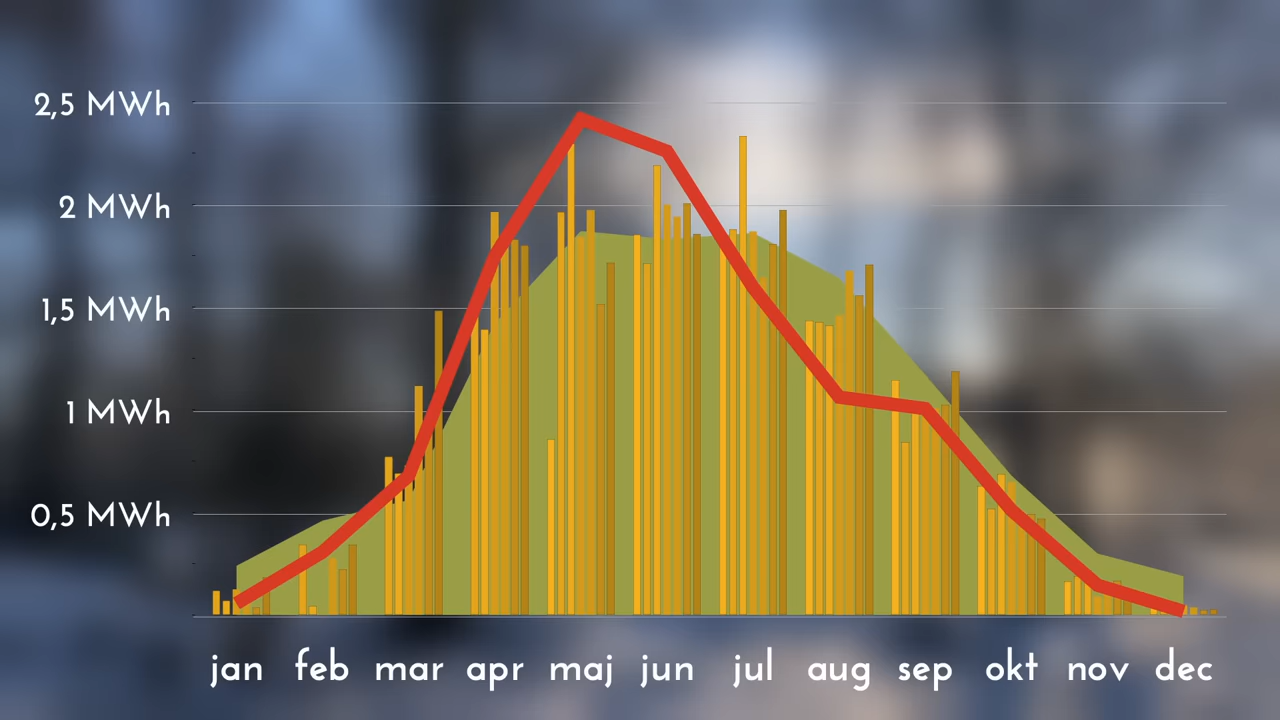 2,5 MWh
2 MWh
1,5 MWh
1 MWh
0,5 MWh
jan feb mar apr maj jun jul aug sep okt nov dec